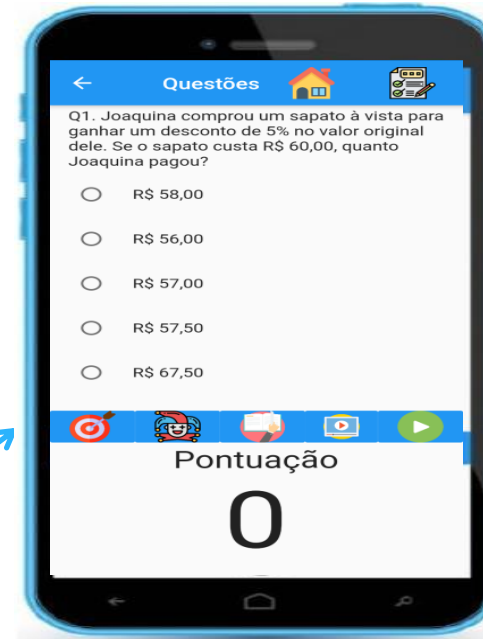 Questões
Q1. Joaquina comprou um sapato à vista para
ganhar um desconto de 5% no valor original
dele. Se o sapato custa R$ 60,00, quanto
Joaquina pagou?
R$ 58,00
R$ 56,00
R$ 57,00
R$ 57,50
R$ 67,50
Pontuação
0